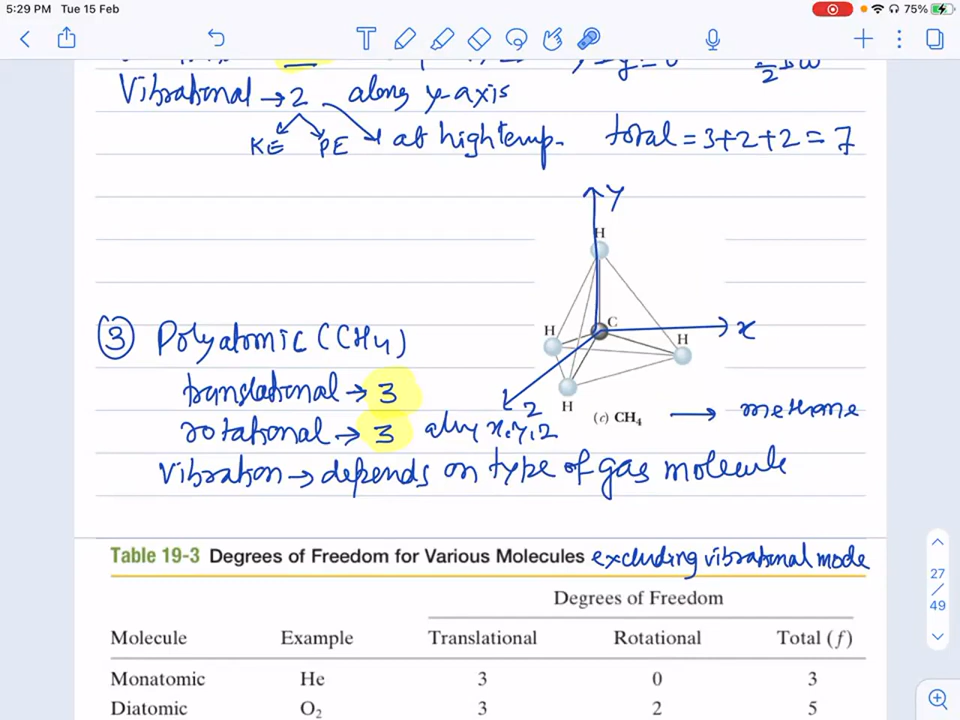 5:29 PM Tue 15 Feb
75%
Vibrational → 2 along y-axis
KE PE → at high temp. total = 3+2+2 = 7
Y
H
C
x
H
H
H
z
(c) CH4 → methane
③ Polyatomic (CH4)
translational → 3
rotational → 3 along x,y,z
Vibration → depends on type of gas molecule
Table 19-3 Degrees of Freedom for Various Molecules excluding vibrational mode
Degrees of Freedom
Molecule Example Translational Rotational Total (f)
Monatomic He 3 0 3
Diatomic O2 3 2 5
27
/
49